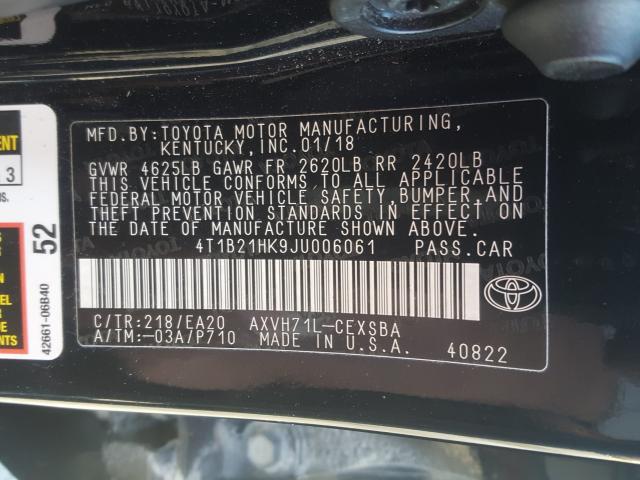 MFD.BY:TOYOTA MOTOR MANUFACTURING,
KENTUCKY,INC.01/18
GVWR 4625LB GAWR FR 2620LB RR 2420LB
THIS VEHICLE CONFORMS TO ALL APPLICABLE
FEDERAL MOTOR VEHICLE SAFETY,BUMPER,AND
THEFT PREVENTION STANDARDS IN EFFECT ON
THE DATE OF MANUFACTURE SHOWN ABOVE.
4T1B21HK9JU006061 PASS.CAR
C/TR:218/EA20 AXVH71L-CEXSBA
A/TM:-03A/P710 MADE IN U.S.A. 40822
TOYOTA
3
52
42661-06B40